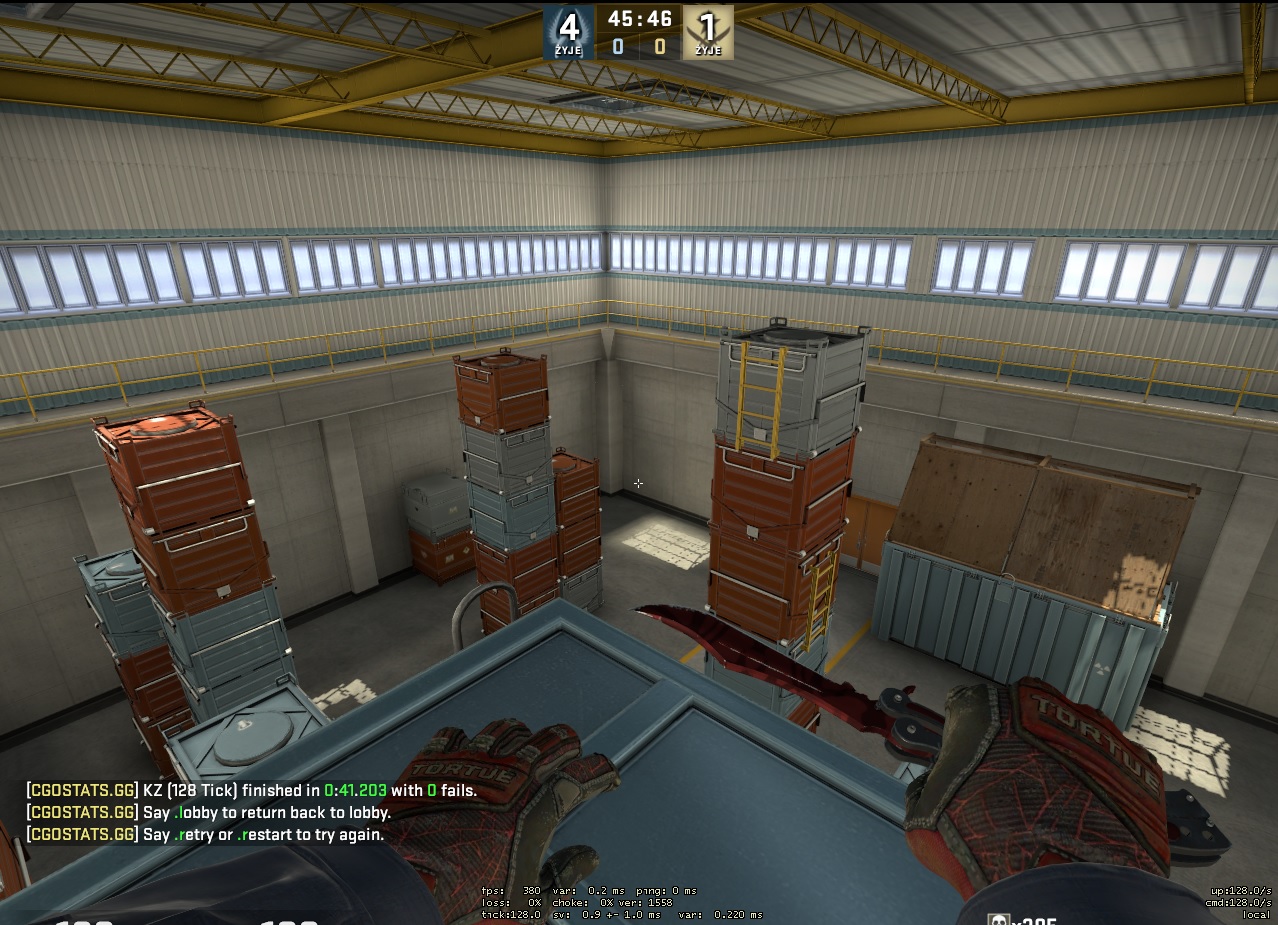 4
ŻYJE
45:46
0 0
1
ŻYJE
TORTUE
TORTUE
[CGOSTATS.GG] KZ (128 Tick) finished in 0:41.203 with 0 fails.
[CGOSTATS.GG] Say .lobby to return back to lobby.
[CGOSTATS.GG] Say .retry or .restart to try again.
fps: 380 var: 0.2 ms ping: 0 ms
loss: 0% choke: 0% ver: 1558
tick:128.0 sv: 0.9 +- 1.0 ms var: 0.220 ms
up:128.0/s
cmd:128.0/s
local